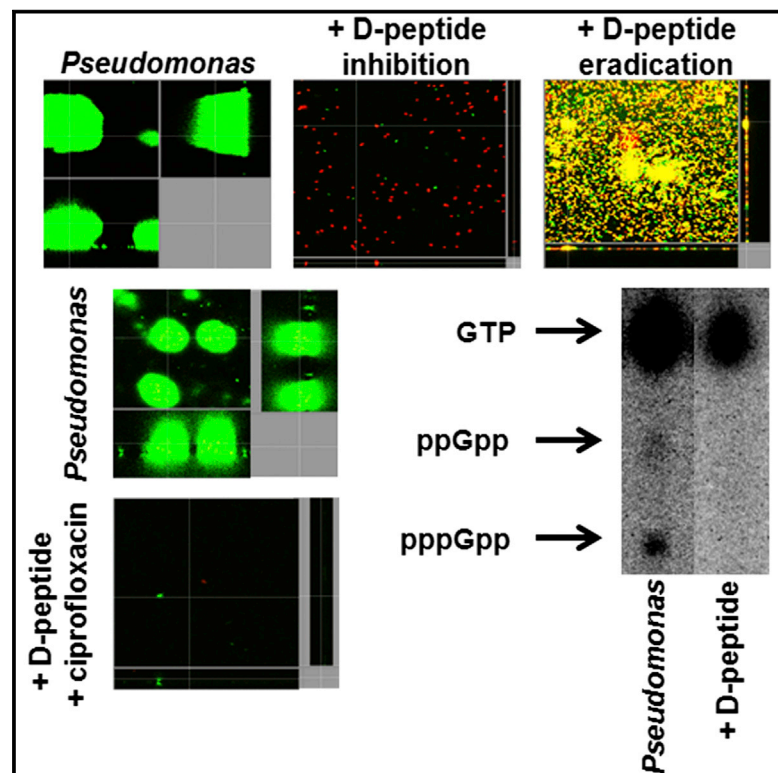 Pseudomonas
+ D-peptide
inhibition
+ D-peptide
eradication
Pseudomonas
GTP
ppGpp
pppGpp
+ D-peptide
+ ciprofloxacin
Pseudomonas
+ D-peptide